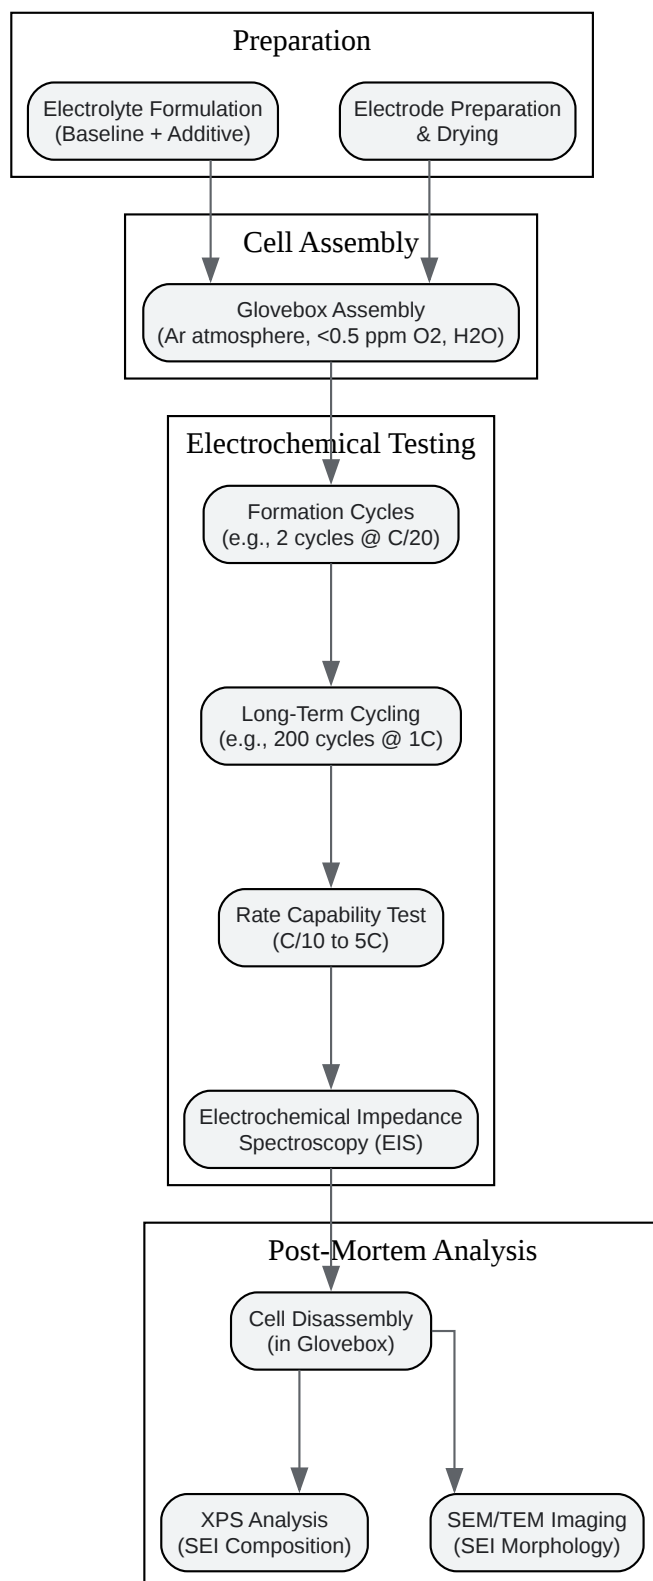 Preparation
Electrolyte Formulation
(Baseline + Additive)
Electrode Preparation
& Drying
Cell Assembly
Glovebox Assembly
(Ar atmosphere, <0.5 ppm O2, H2O)
Electrochemical Testing
Formation Cycles
(e.g., 2 cycles @ C/20)
Long-Term Cycling
(e.g., 200 cycles @ 1C)
Rate Capability Test
(C/10 to 5C)
Electrochemical Impedance
Spectroscopy (EIS)
Post-Mortem Analysis
Cell Disassembly
(in Glovebox)
XPS Analysis
(SEI Composition)
SEM/TEM Imaging
(SEI Morphology)